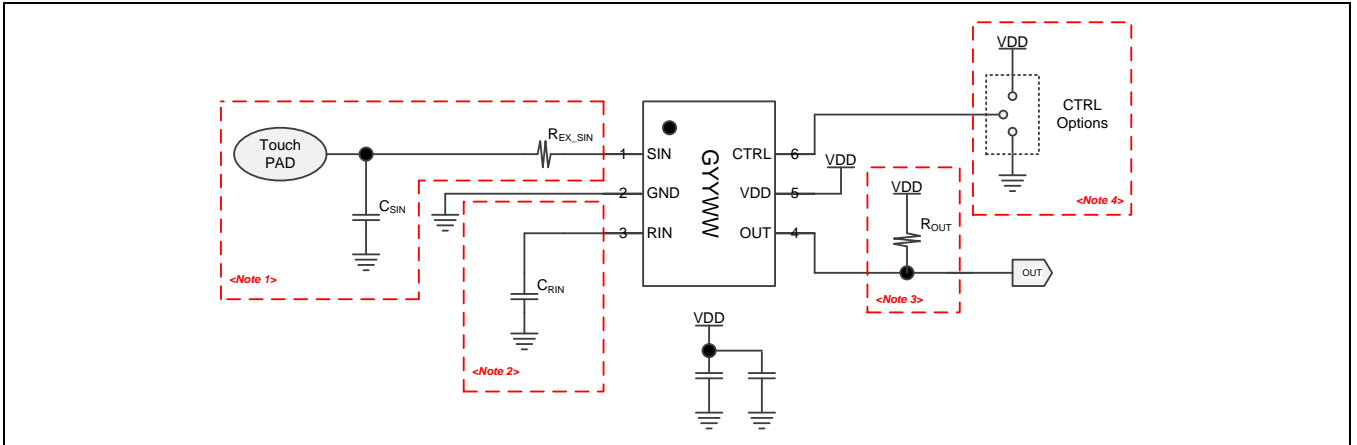 VDD
CTRL
Options
<Note 4>
Touch
PAD
REX_SIN
CSIN
<Note 1>
1 SIN
2 GND
3 RIN
GYYWW
CTRL 6
VDD 5
OUT 4
VDD
CRIN
<Note 2>
VDD
ROUT
<Note 3>
OUT
VDD